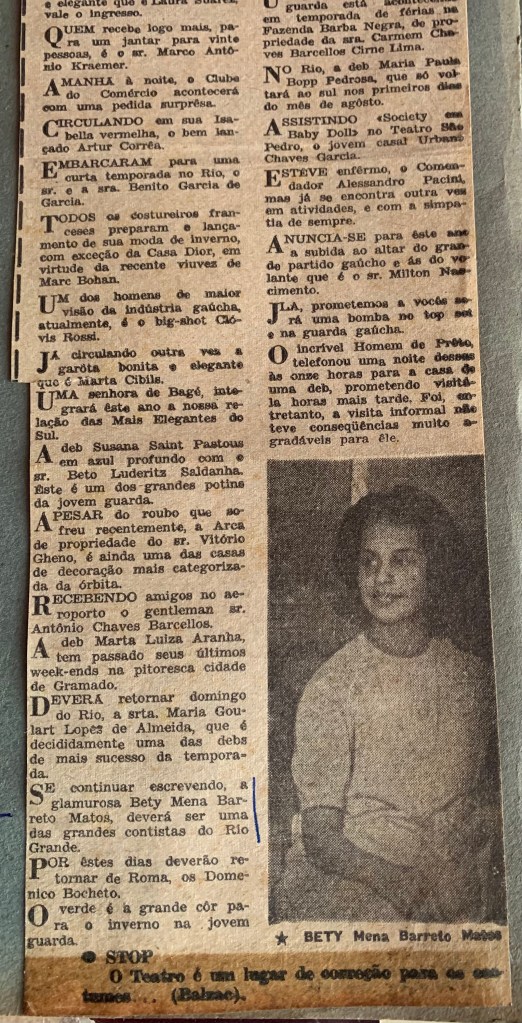 e elegante que é Laura Suarez,
vale o ingresso.
QUEM recebe logo mais, pa-
ra um jantar para vinte
pessoas, é o sr. Marco Antô-
nio Kraemer.
AMANHÃ à noite, o Clube
do Comércio acontecerá
com uma pedida surprêsa.
CIRCULANDO em sua Isa-
bella vermelha, o bem lan-
çado Artur Corrêa.
EMBARCARAM para uma
curta temporada no Rio, o
sr. e a sra. Benito Garcia de
Garcia.
TODOS os costureiros fran-
ceses preparam o lança-
mento de sua moda de inverno,
com exceção da Casa Dior, em
virtude da recente viuvez de
Marc Bohan.
UM dos homens de maior
visão da indústria gaúcha,
atualmente, é o big-shot Cló-
vis Rossi.
JÁ circulando outra vez a
garôta bonita e elegante
que é Marta Cibils.
UMA senhora de Bagé, inte-
grará êste ano a nossa re-
lação das Mais Elegantes do
Sul.
A deb Susana Saint Pastous
em azul profundo com o
sr. Beto Luderitz Saldanha.
Êste é um dos grandes potins
da jovem guarda.
APESAR do roubo que so-
freu recentemente, a Arca
de propriedade do sr. Vitório
Gheno, é ainda uma das casas
de decoração mais categoriza-
da da órbita.
RECEBENDO amigos no ae-
roporto o gentleman sr.
Antônio Chaves Barcellos.
A deb Marta Luiza Aranha,
tem passado seus últimos
week-ends na pitoresca cidade
de Gramado.
DEVERÁ retornar domingo
do Rio, a srta. Maria Gou-
lart Lopes de Almeida, que é
decididamente uma das debs
de mais sucesso da tempora-
da.
SE continuar escrevendo, a
glamurosa Bety Mena Bar-
reto Matos, deverá ser uma
das grandes contistas do Rio
Grande.
POR êstes dias deverão re-
tornar de Roma, os Dome-
nico Bocheto.
O verde é a grande côr pa-
ra o inverno na jovem
guarda.
● STOP
O Teatro é um lugar de correção para os cos-
tumes... (Balzac).
guarda está acontecendo
em temporada de férias na
Fazenda Barba Negra, de pro-
priedade da sra. Carmem Cha-
ves Barcellos Cirne Lima.
NO Rio, a deb Maria Paula
Bopp Pedrosa, que só vol-
tará ao sul nos primeiros dias
do mês de agôsto.
ASSISTINDO «Society em
Baby Doll» no Teatro São
Pedro, o jovem casal Urbano
Chaves Garcia.
ESTEVE enfêrmo, o Comen-
dador Alessandro Pacini,
mas já se encontra outra vez
em atividades, e com a simpa-
tia de sempre.
ANUNCIA-SE para êste ano
a subida ao altar do gran-
de partido gaúcho e ás do vo-
lante que é o sr. Milton Nas-
cimento.
JLA, prometemos a vocês se-
rá uma bomba no top set
e na guarda gaúcha.
O incrível Homem de Prêto,
telefonou uma noite dessas
às onze horas para a casa de
uma deb, prometendo visitá-
la horas mais tarde. Foi, en-
tretanto, a visita informal não
teve conseqüências muito a-
gradáveis para êle.
★ BETY Mena Barreto Matos